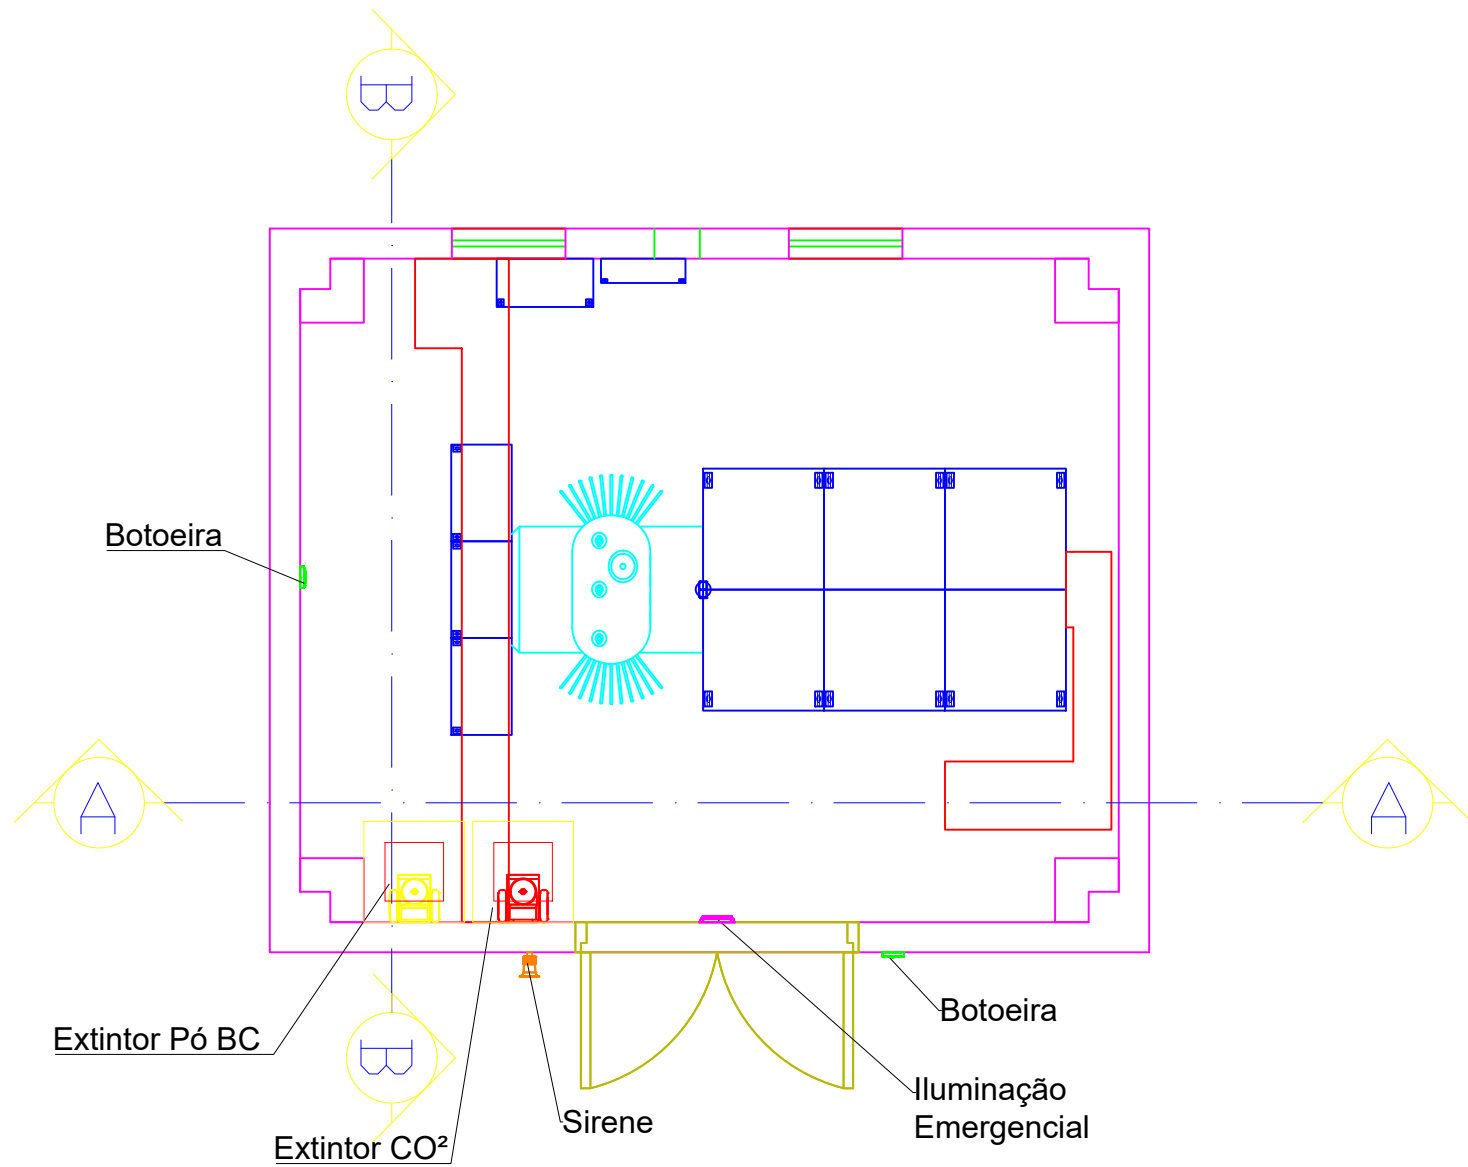 B
Botoeira
A
A
Botoeira
Extintor Pó BC
B
Iluminação
Emergencial
Sirene
Extintor CO²